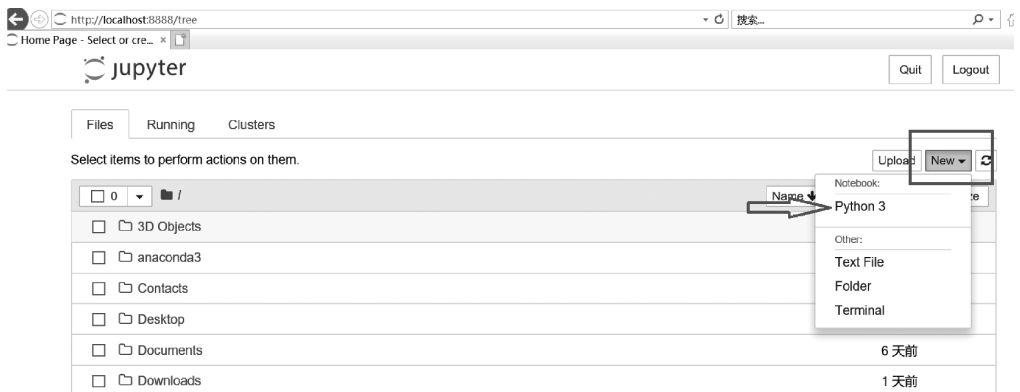 http://localhost:8888/tree
搜索...
Home Page - Select or cre...
jupyter
Quit
Logout
Files
Running
Clusters
Select items to perform actions on them.
Upload
New
0
/
Name
Notebook:
Python 3
3D Objects
Other:
anaconda3
Text File
Contacts
Folder
Desktop
Terminal
Documents
6 天前
Downloads
1 天前